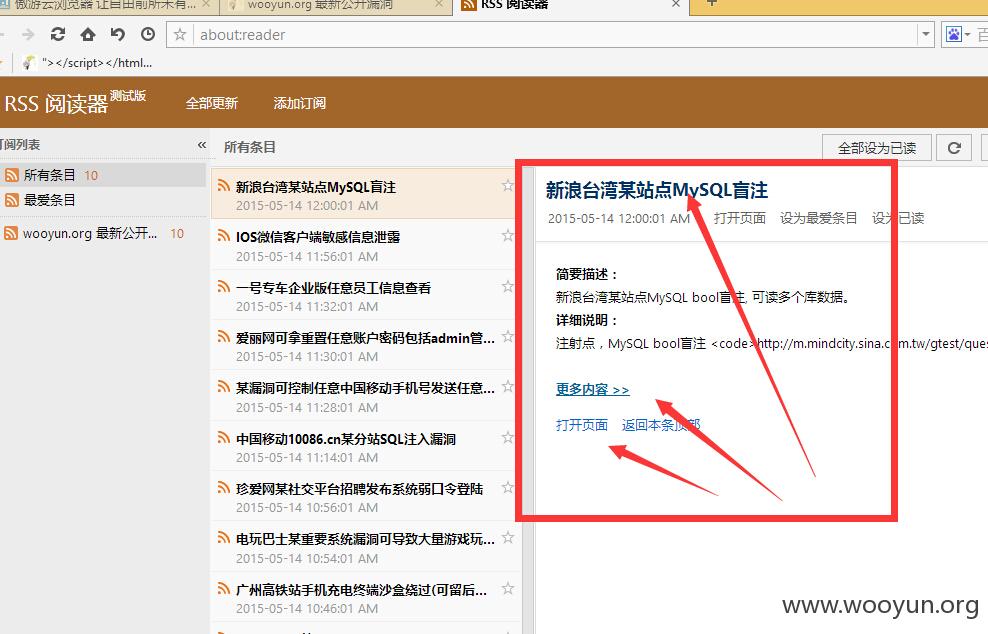 傲游云浏览器 让自由前所未有...
wooyun.org 最新公开漏洞
RSS 阅读器
about:reader
百
"></script></html...
RSS 阅读器测试版
全部更新
添加订阅
阅列表
«
所有条目
全部设为已读
所有条目 10
最爱条目
wooyun.org 最新公开... 10
新浪台湾某站点MySQL盲注
2015-05-14 12:00:01 AM
IOS微信客户端敏感信息泄露
2015-05-14 11:56:01 AM
一号专车企业版任意员工信息查看
2015-05-14 11:32:01 AM
爱丽网可拿重置任意账户密码包括admin管...
2015-05-14 11:30:01 AM
某漏洞可控制任意中国移动手机号发送任意...
2015-05-14 11:28:01 AM
中国移动10086.cn某分站SQL注入漏洞
2015-05-14 11:14:01 AM
珍爱网某社交平台招聘发布系统弱口令登陆
2015-05-14 10:56:01 AM
电玩巴士某重要系统漏洞可导致大量游戏玩...
2015-05-14 10:54:01 AM
广州高铁站手机充电终端沙盒绕过(可留后...
2015-05-14 10:46:01 AM
新浪台湾某站点MySQL盲注
2015-05-14 12:00:01 AM 打开页面 设为最爱条目 设为已读
简要描述：
新浪台湾某站点MySQL bool盲注, 可读多个库数据。
详细说明：
注射点，MySQL bool盲注 <code>http://m.mindcity.sina.com.tw/gtest/ques
更多内容 >>
打开页面 返回本条顶部
www.wooyun.org